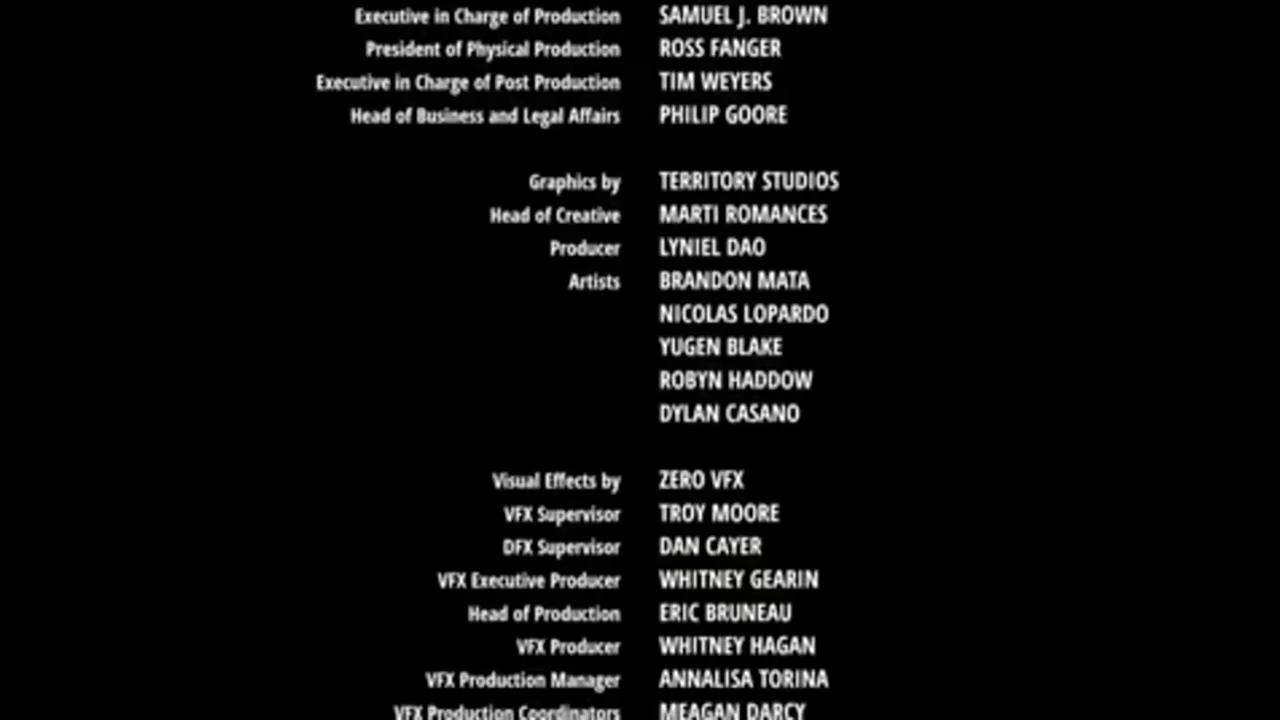 Executive in Charge of Production SAMUEL J. BROWN
President of Physical Production ROSS FANGER
Executive in Charge of Post Production TIM WEYERS
Head of Business and Legal Affairs PHILIP GOORE
Graphics by TERRITORY STUDIOS
Head of Creative MARTI ROMANCES
Producer LYNIEL DAO
Artists BRANDON MATA
NICOLAS LOPARDO
YUGEN BLAKE
ROBYN HADDOW
DYLAN CASANO
Visual Effects by ZERO VFX
VFX Supervisor TROY MOORE
DFX Supervisor DAN CAYER
VFX Executive Producer WHITNEY GEARIN
Head of Production ERIC BRUNEAU
VFX Producer WHITNEY HAGAN
VFX Production Manager ANNALISA TORINA
VFX Production Coordinators MEAGAN DARCY